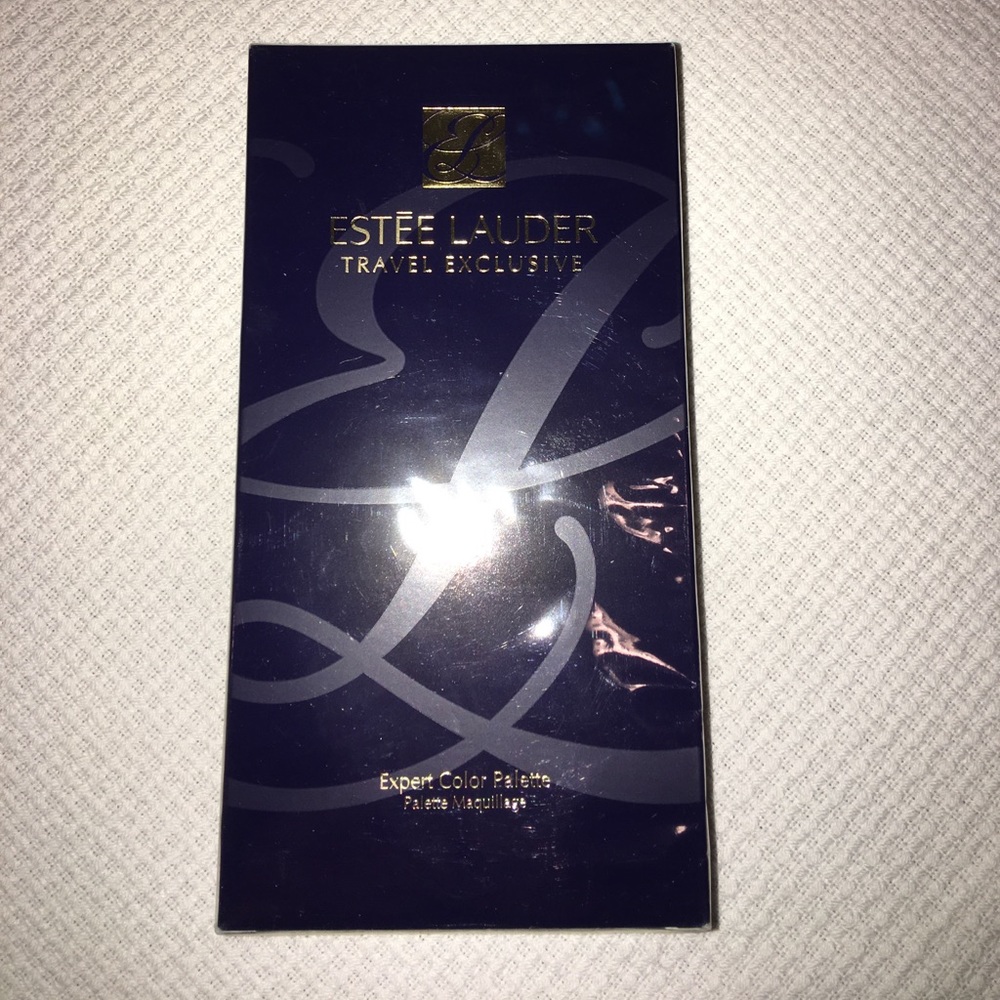 ESTĒE LAUDER
TRAVEL EXCLUSIVE
Expert Color Palette
Palette Maquillage